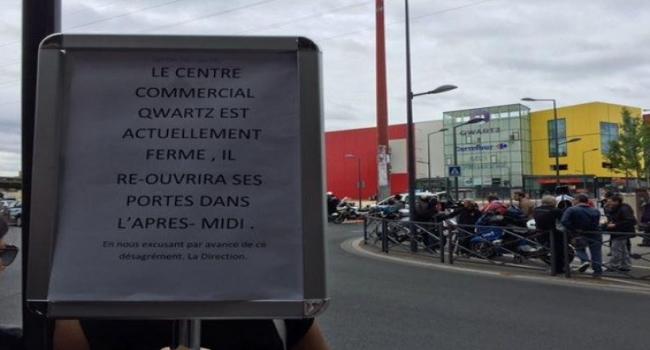 LE CENTRE
COMMERCIAL
QWARTZ EST
ACTUELLEMENT
FERME , IL
RE-OUVRIRA SES
PORTES DANS
L'APRES- MIDI .
En nous excusant par avance de ce
désagrément. La Direction.
QWARTZ
Carrefour